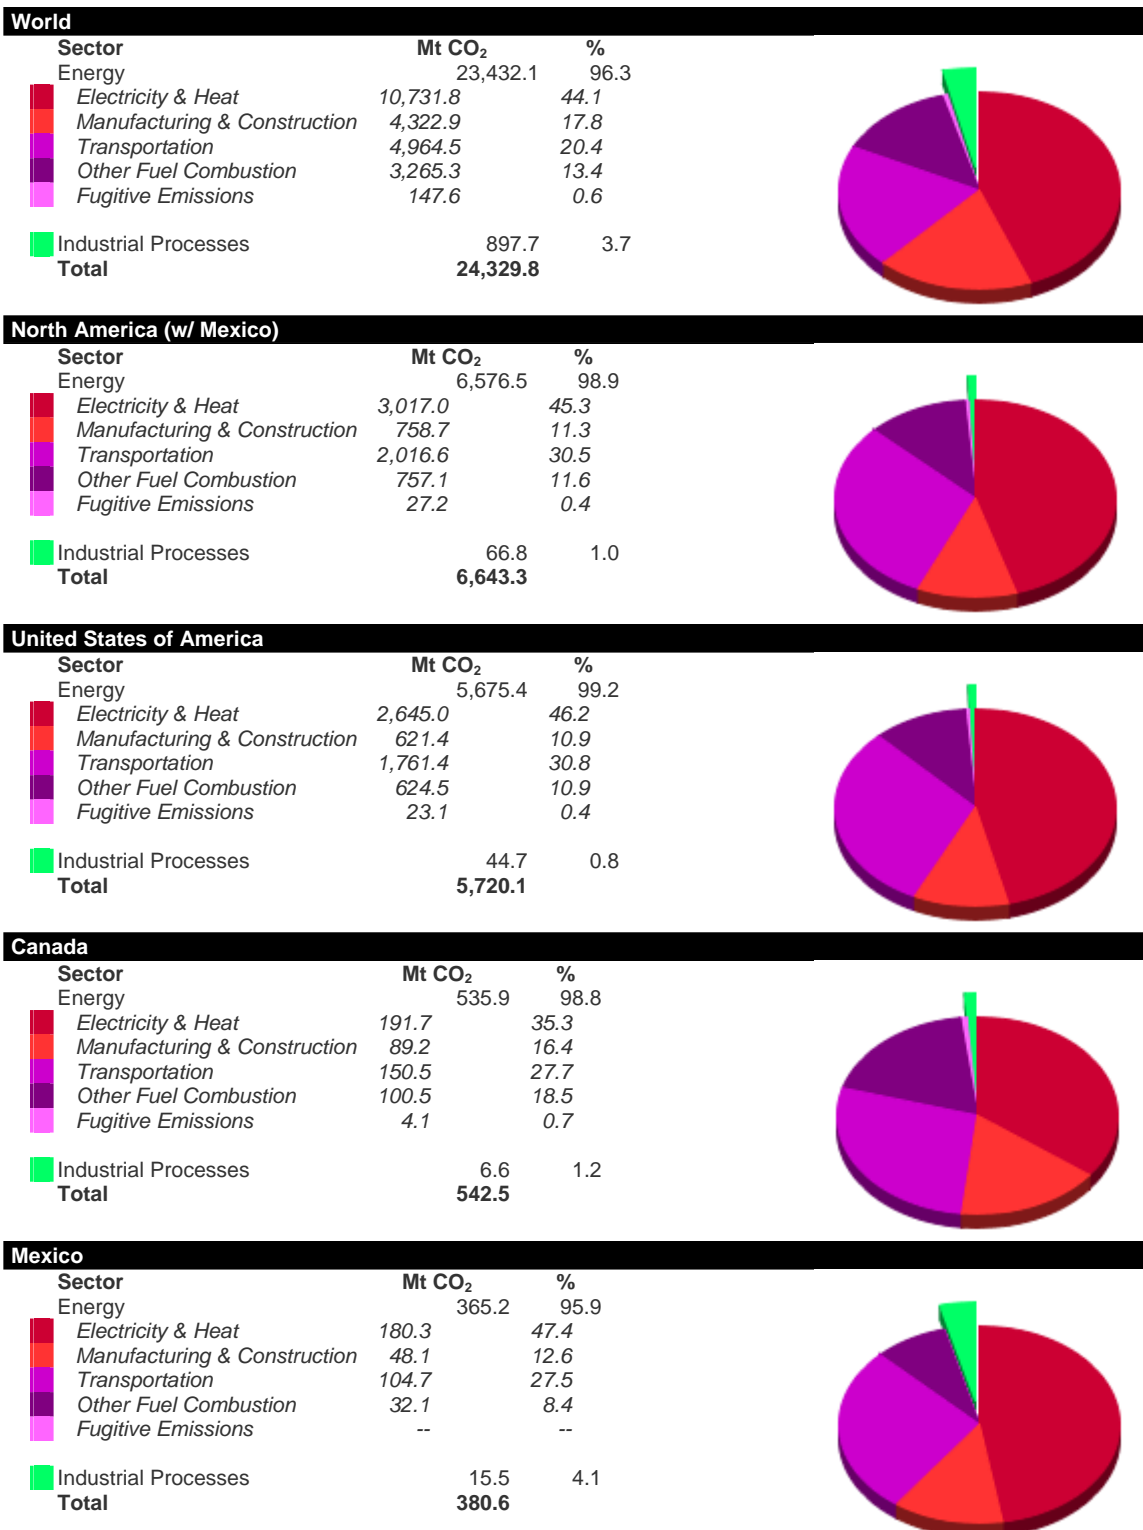 World
Sector Mt CO₂ %
Energy 23,432.1 96.3
Electricity & Heat 10,731.8 44.1
Manufacturing & Construction 4,322.9 17.8
Transportation 4,964.5 20.4
Other Fuel Combustion 3,265.3 13.4
Fugitive Emissions 147.6 0.6
Industrial Processes 897.7 3.7
Total 24,329.8
North America (w/ Mexico)
Sector Mt CO₂ %
Energy 6,576.5 98.9
Electricity & Heat 3,017.0 45.3
Manufacturing & Construction 758.7 11.3
Transportation 2,016.6 30.5
Other Fuel Combustion 757.1 11.6
Fugitive Emissions 27.2 0.4
Industrial Processes 66.8 1.0
Total 6,643.3
United States of America
Sector Mt CO₂ %
Energy 5,675.4 99.2
Electricity & Heat 2,645.0 46.2
Manufacturing & Construction 621.4 10.9
Transportation 1,761.4 30.8
Other Fuel Combustion 624.5 10.9
Fugitive Emissions 23.1 0.4
Industrial Processes 44.7 0.8
Total 5,720.1
Canada
Sector Mt CO₂ %
Energy 535.9 98.8
Electricity & Heat 191.7 35.3
Manufacturing & Construction 89.2 16.4
Transportation 150.5 27.7
Other Fuel Combustion 100.5 18.5
Fugitive Emissions 4.1 0.7
Industrial Processes 6.6 1.2
Total 542.5
Mexico
Sector Mt CO₂ %
Energy 365.2 95.9
Electricity & Heat 180.3 47.4
Manufacturing & Construction 48.1 12.6
Transportation 104.7 27.5
Other Fuel Combustion 32.1 8.4
Fugitive Emissions -- --
Industrial Processes 15.5 4.1
Total 380.6